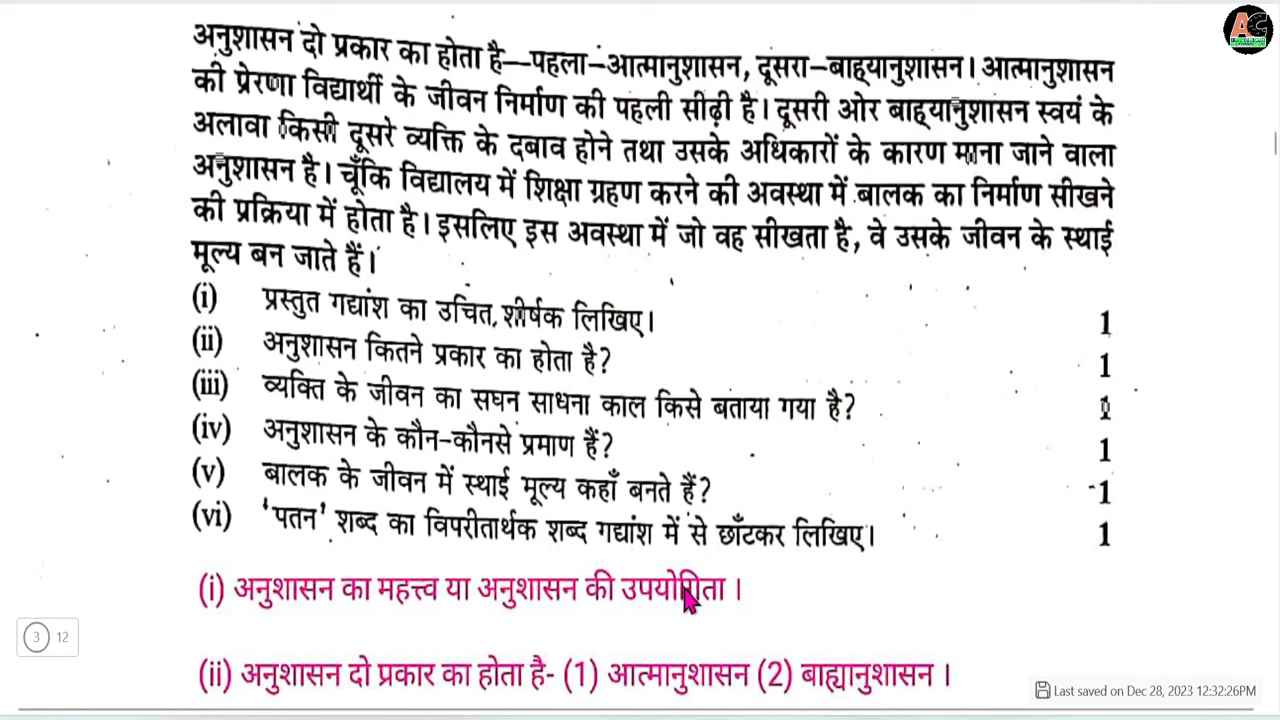 अनुशासन दो प्रकार का होता है—पहला–आत्मानुशासन, दूसरा–बाह्यानुशासन। आत्मानुशासन
की प्रेरणा विद्यार्थी के जीवन निर्माण की पहली सीढ़ी है। दूसरी ओर बाह्यानुशासन स्वयं के
अलावा किसी दूसरे व्यक्ति के दबाव होने तथा उसके अधिकारों के कारण माना जाने वाला
अनुशासन है। चूँकि विद्यालय में शिक्षा ग्रहण करने की अवस्था में बालक का निर्माण सीखने
की प्रक्रिया में होता है। इसलिए इस अवस्था में जो वह सीखता है, वे उसके जीवन के स्थाई
मूल्य बन जाते हैं।
(i) प्रस्तुत गद्यांश का उचित शीर्षक लिखिए। 1
(ii) अनुशासन कितने प्रकार का होता है? 1
(iii) व्यक्ति के जीवन का सघन साधना काल किसे बताया गया है? 1
(iv) अनुशासन के कौन-कौनसे प्रमाण हैं? 1
(v) बालक के जीवन में स्थाई मूल्य कहाँ बनते हैं? 1
(vi) 'पतन' शब्द का विपरीतार्थक शब्द गद्यांश में से छाँटकर लिखिए। 1
(i) अनुशासन का महत्त्व या अनुशासन की उपयोगिता ।
3 12
(ii) अनुशासन दो प्रकार का होता है- (1) आत्मानुशासन (2) बाह्यानुशासन ।
Last saved on Dec 28, 2023 12:32:26PM
AC